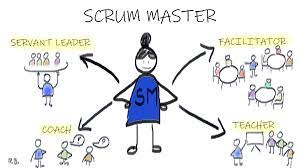 SCRUM MASTER
SERVANT LEADER
FACILITATOR
SM
COACH
TEACHER